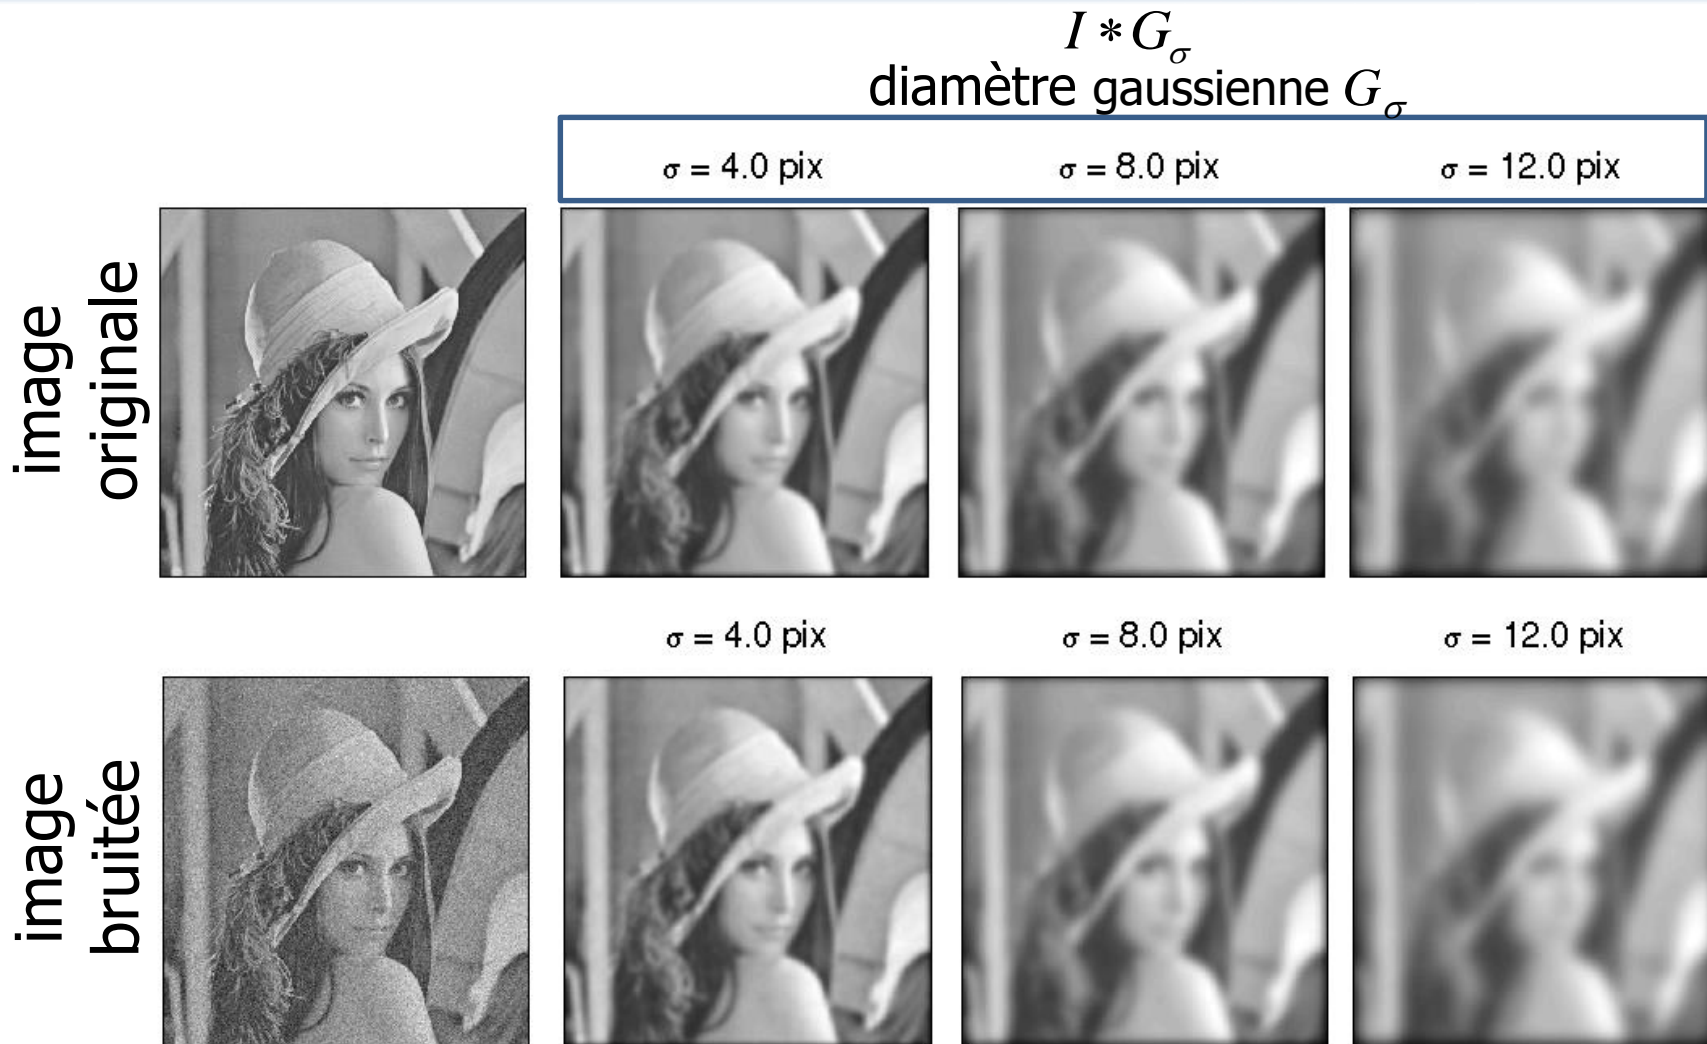 I * Gσ
diamètre gaussienne Gσ
σ = 4.0 pix σ = 8.0 pix σ = 12.0 pix
image
originale
σ = 4.0 pix σ = 8.0 pix σ = 12.0 pix
image
bruitée